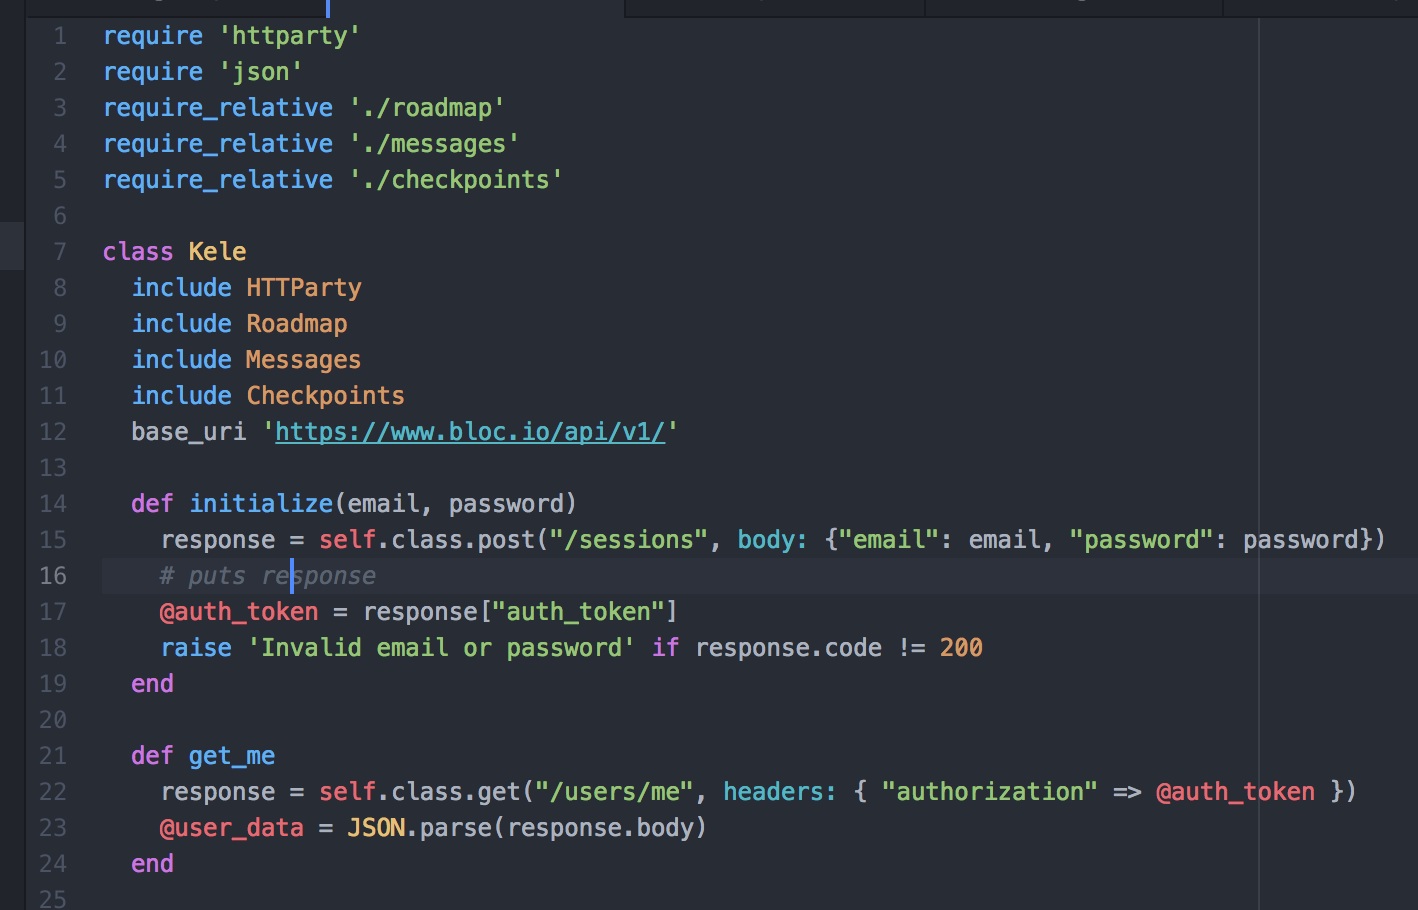 1 require 'httparty'
2 require 'json'
3 require_relative './roadmap'
4 require_relative './messages'
5 require_relative './checkpoints'
6
7 class Kele
8   include HTTParty
9   include Roadmap
10   include Messages
11   include Checkpoints
12   base_uri 'https://www.bloc.io/api/v1/'
13
14   def initialize(email, password)
15     response = self.class.post("/sessions", body: {"email": email, "password": password})
16     # puts response
17     @auth_token = response["auth_token"]
18     raise 'Invalid email or password' if response.code != 200
19   end
20
21   def get_me
22     response = self.class.get("/users/me", headers: { "authorization" => @auth_token })
23     @user_data = JSON.parse(response.body)
24   end
25